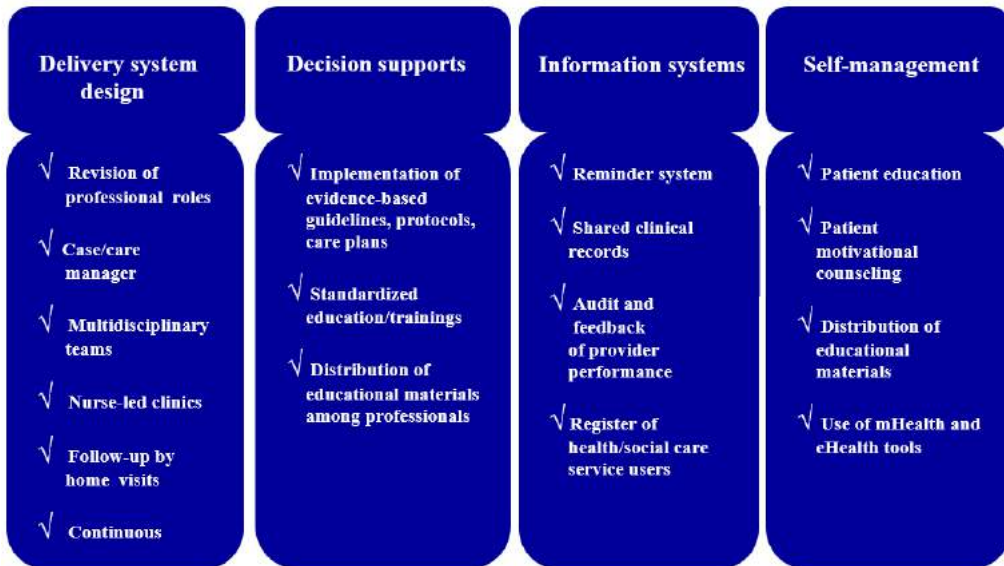 Delivery system
design
√ Revision of
professional roles
√ Case/care
manager
√ Multidisciplinary
teams
√ Nurse-led clinics
√ Follow-up by
home visits
√ Continuous
Decision supports
√ Implementation of
evidence-based
guidelines, protocols,
care plans
√ Standardized
education/trainings
√ Distribution of
educational materials
among professionals
Information systems
√ Reminder system
√ Shared clinical
records
√ Audit and
feedback
of provider
performance
√ Register of
health/social care
service users
Self-management
√ Patient education
√ Patient
motivational
counseling
√ Distribution of
educational
materials
√ Use of mHealth and
eHealth tools